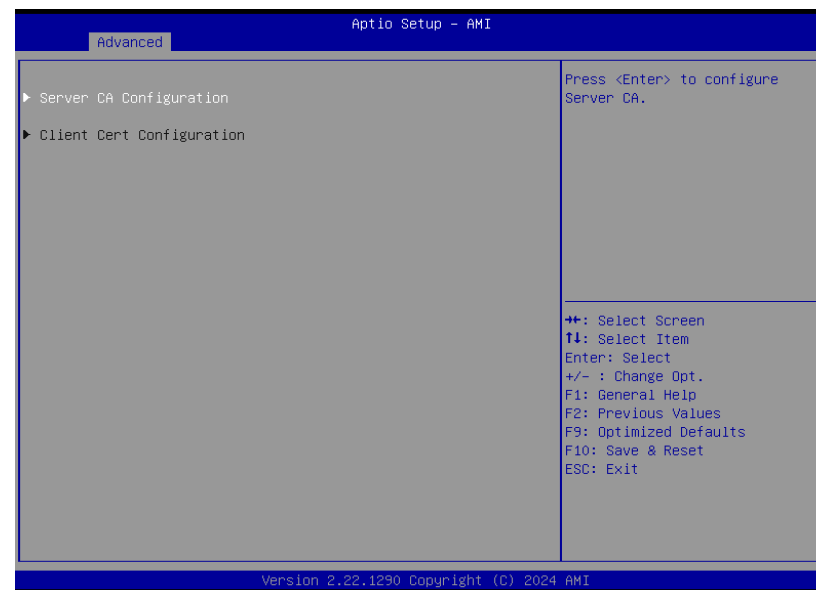 Aptio Setup – AMI
Advanced
Server CA Configuration
Client Cert Configuration
Press <Enter> to configure
Server CA.
→←: Select Screen
↑↓: Select Item
Enter: Select
+/- : Change Opt.
F1: General Help
F2: Previous Values
F9: Optimized Defaults
F10: Save & Reset
ESC: Exit
Version 2.22.1290 Copyright (C) 2024 AMI